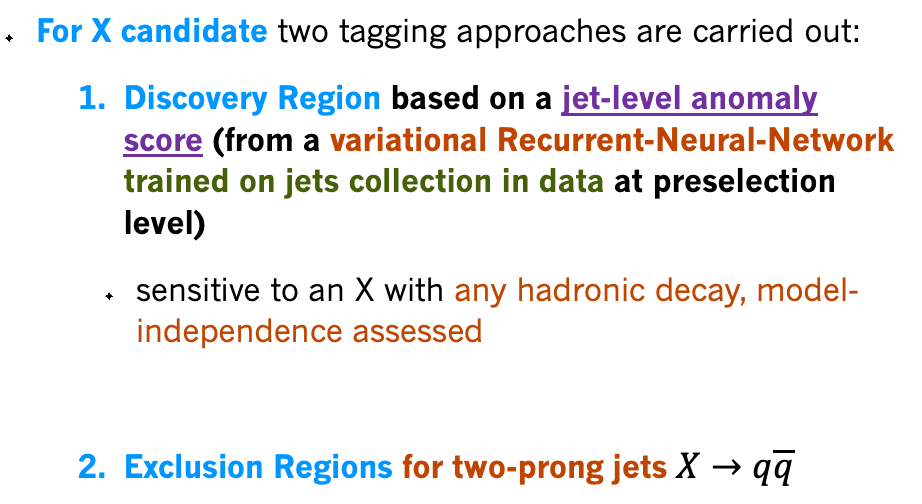 For X candidate two tagging approaches are carried out:
1. Discovery Region based on a jet-level anomaly
score (from a variational Recurrent-Neural-Network
trained on jets collection in data at preselection
level)
sensitive to an X with any hadronic decay, model-
independence assessed
2. Exclusion Regions for two-prong jets X → qq̅